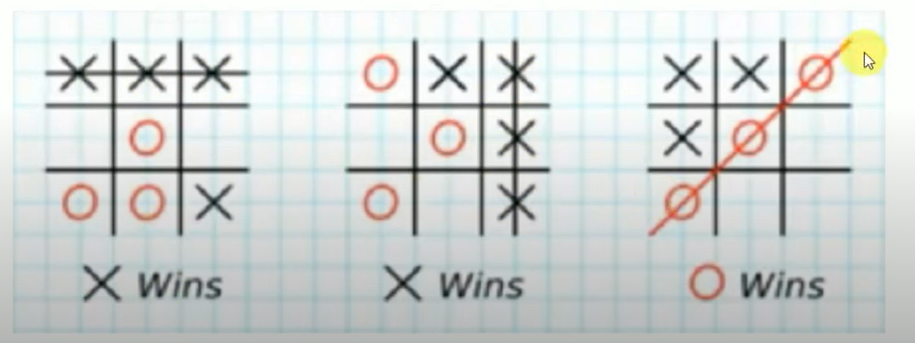 X X X O X X X X O
O O X X O
O O X O X O
X Wins X Wins O Wins